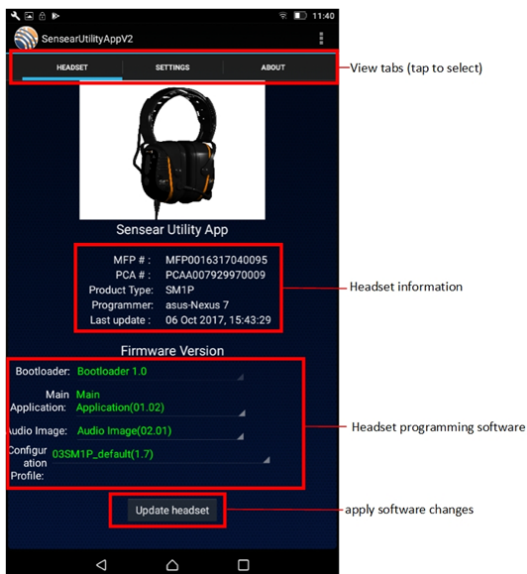 11:40
SensearUtilityAppV2
HEADSET SETTINGS ABOUT
View tabs (tap to select)
Sensear Utility App
MFP # : MFP0016317040095
PCA # : PCAA007929970009
Product Type: SM1P
Headset information
Programmer: asus-Nexus 7
Last update : 06 Oct 2017, 15:43:29
Firmware Version
Bootloader: Bootloader 1.0
Main Main
Application: Application(01.02)
Audio Image: Audio Image(02.01)
Headset programming software
Configur 03SM1P_default(1.7)
ation
Profile:
Update headset
apply software changes